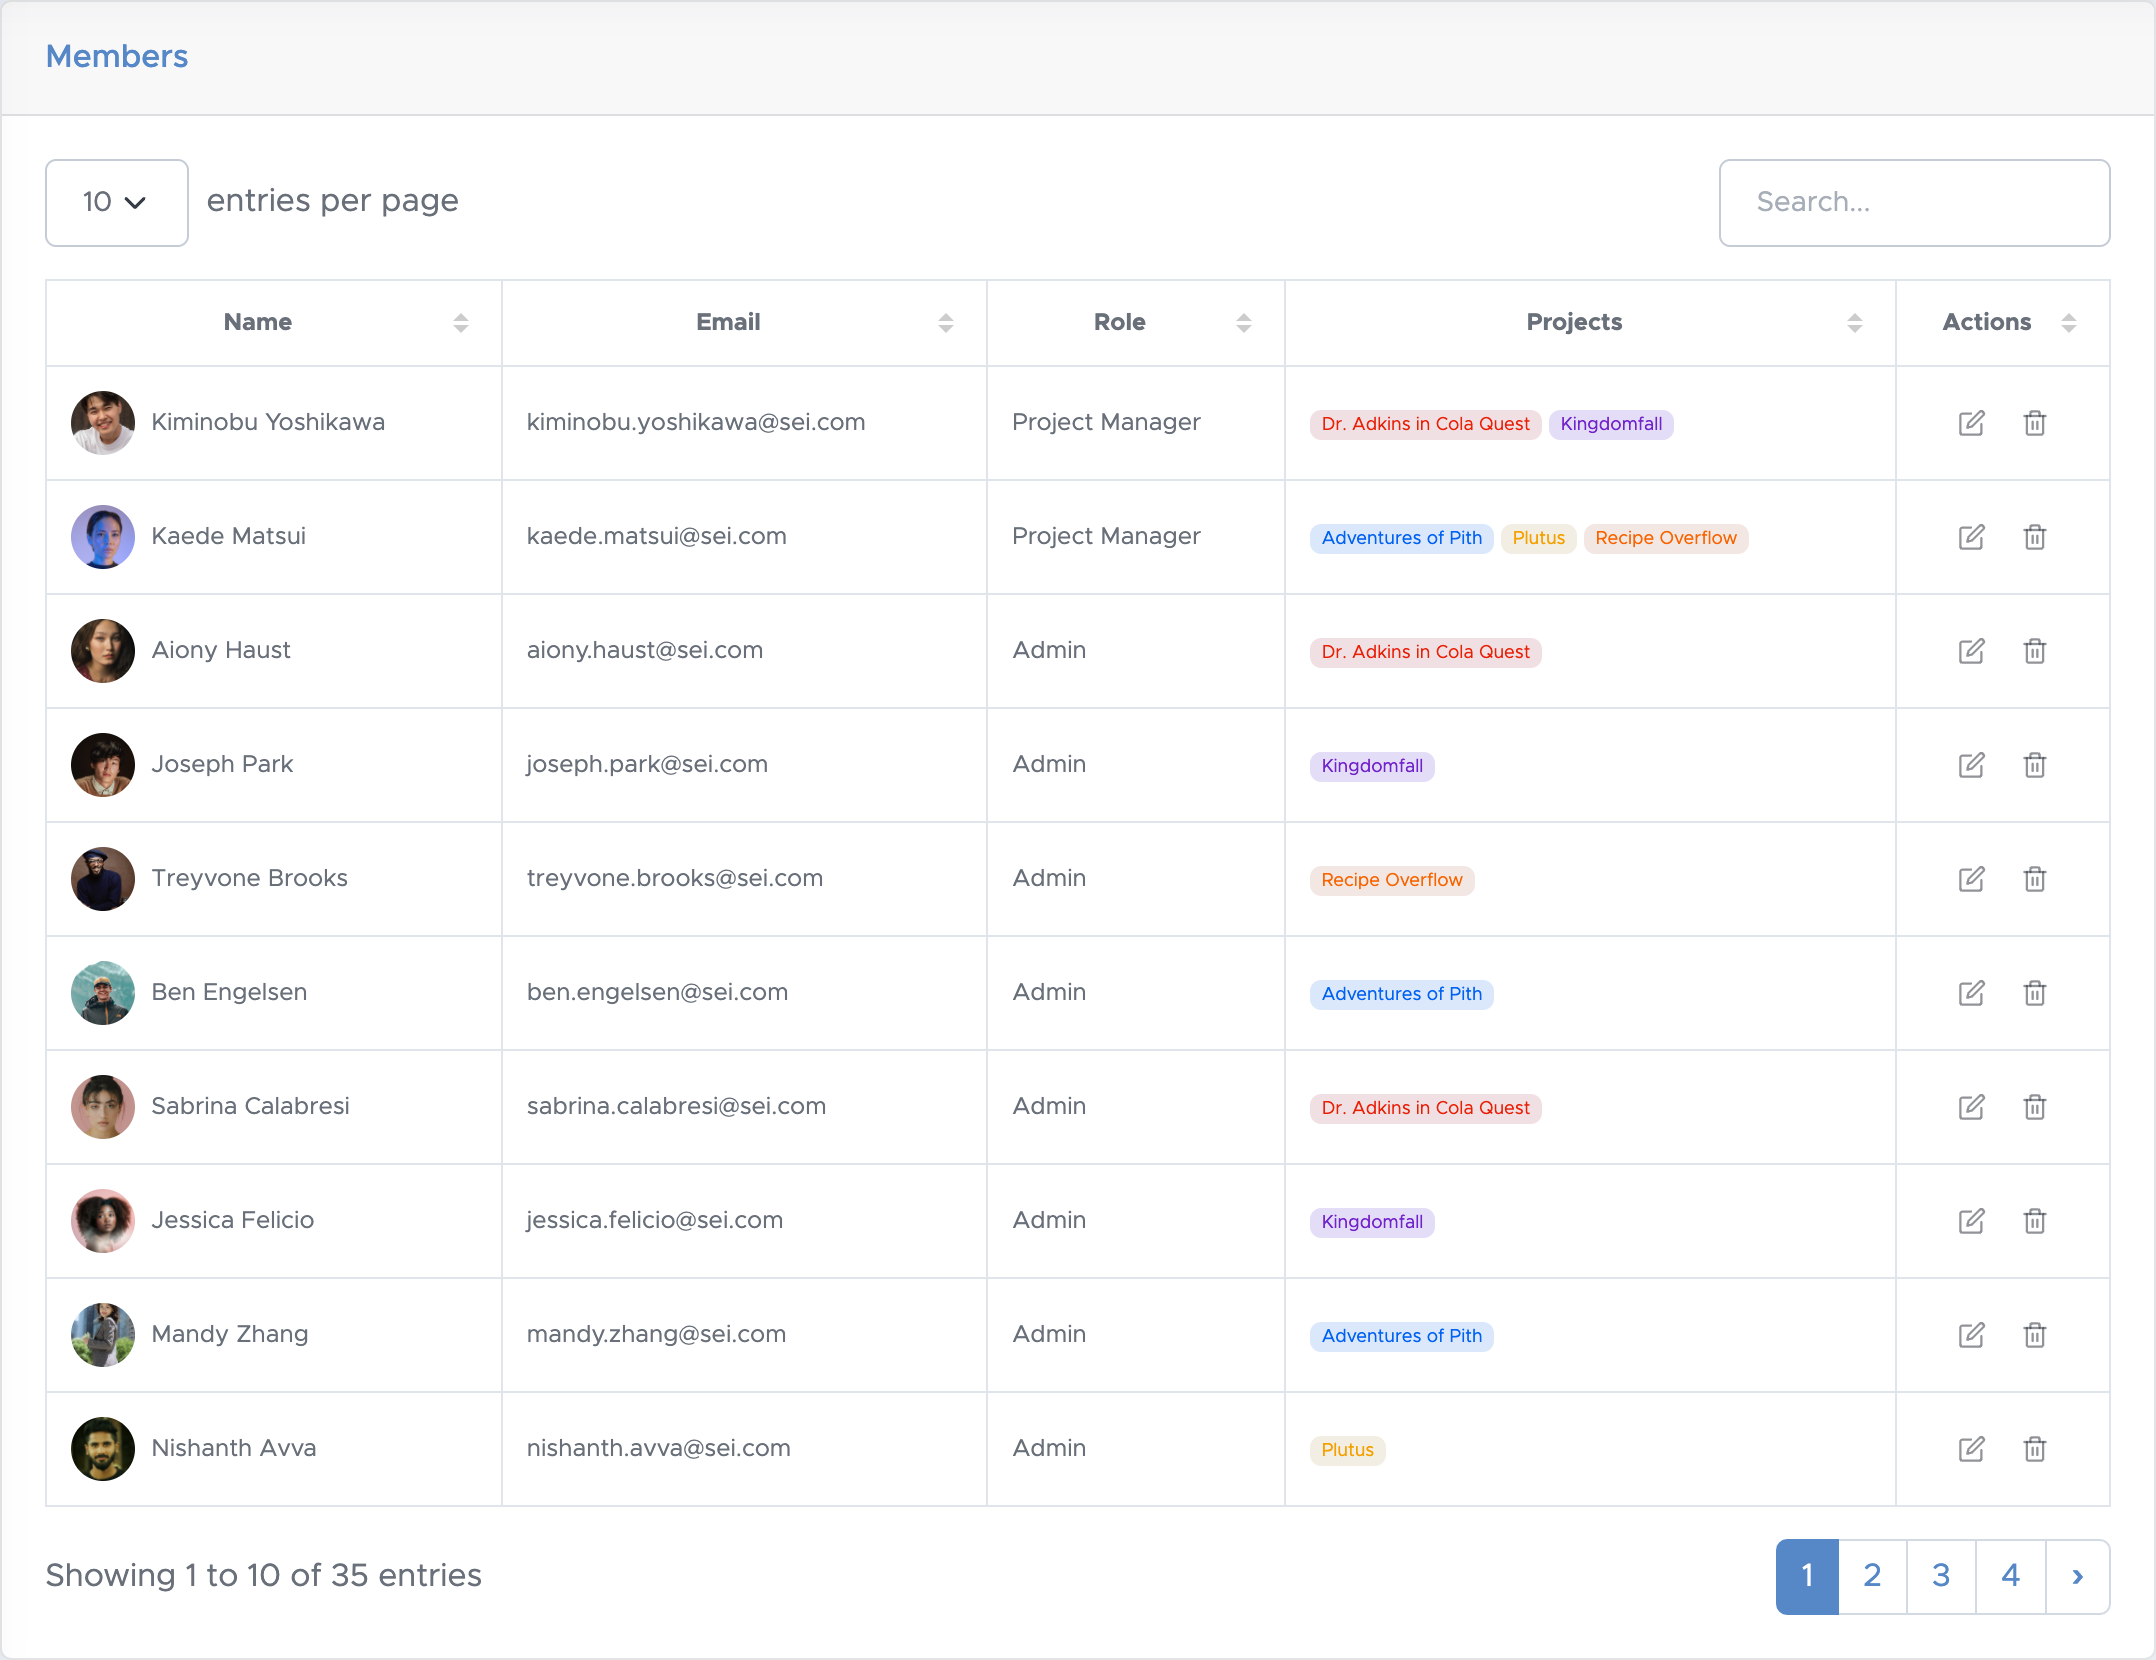 Members
10 entries per page Search...
Name Email Role Projects Actions
Kiminobu Yoshikawa kiminobu.yoshikawa@sei.com Project Manager Dr. Adkins in Cola Quest Kingdomfall
Kaede Matsui kaede.matsui@sei.com Project Manager Adventures of Pith Plutus Recipe Overflow
Aiony Haust aiony.haust@sei.com Admin Dr. Adkins in Cola Quest
Joseph Park joseph.park@sei.com Admin Kingdomfall
Treyvone Brooks treyvone.brooks@sei.com Admin Recipe Overflow
Ben Engelsen ben.engelsen@sei.com Admin Adventures of Pith
Sabrina Calabresi sabrina.calabresi@sei.com Admin Dr. Adkins in Cola Quest
Jessica Felicio jessica.felicio@sei.com Admin Kingdomfall
Mandy Zhang mandy.zhang@sei.com Admin Adventures of Pith
Nishanth Avva nishanth.avva@sei.com Admin Plutus
Showing 1 to 10 of 35 entries 1 2 3 4 ›